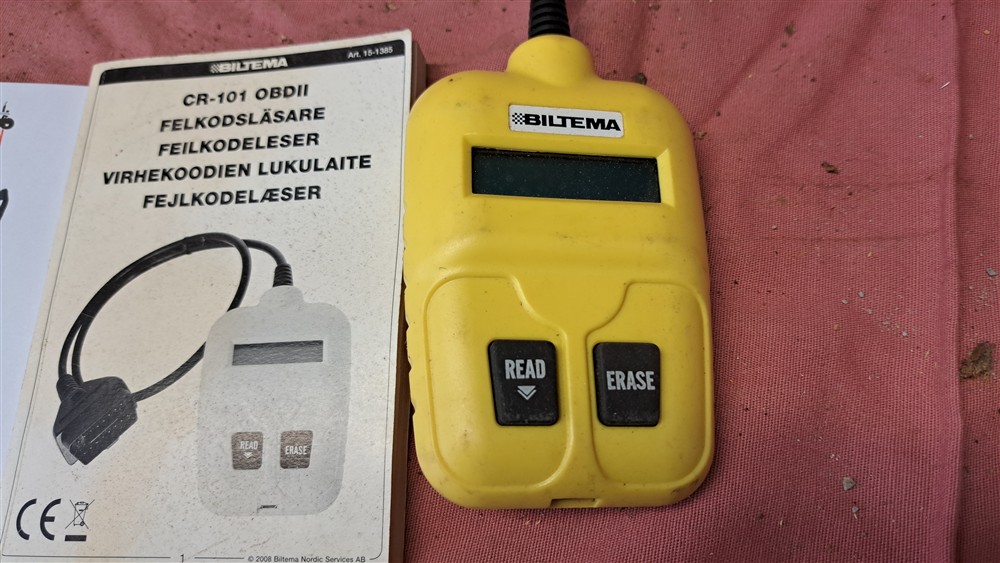 BILTEMA
Art. 15-1385
CR-101 OBDII
FELKODSLÄSARE
FEILKODELESER
VIRHEKOODIEN LUKULAITE
FEJLKODELÆSER
READ
ERASE
CE
1
© 2008 Biltema Nordic Services AB
BILTEMA
READ
ERASE